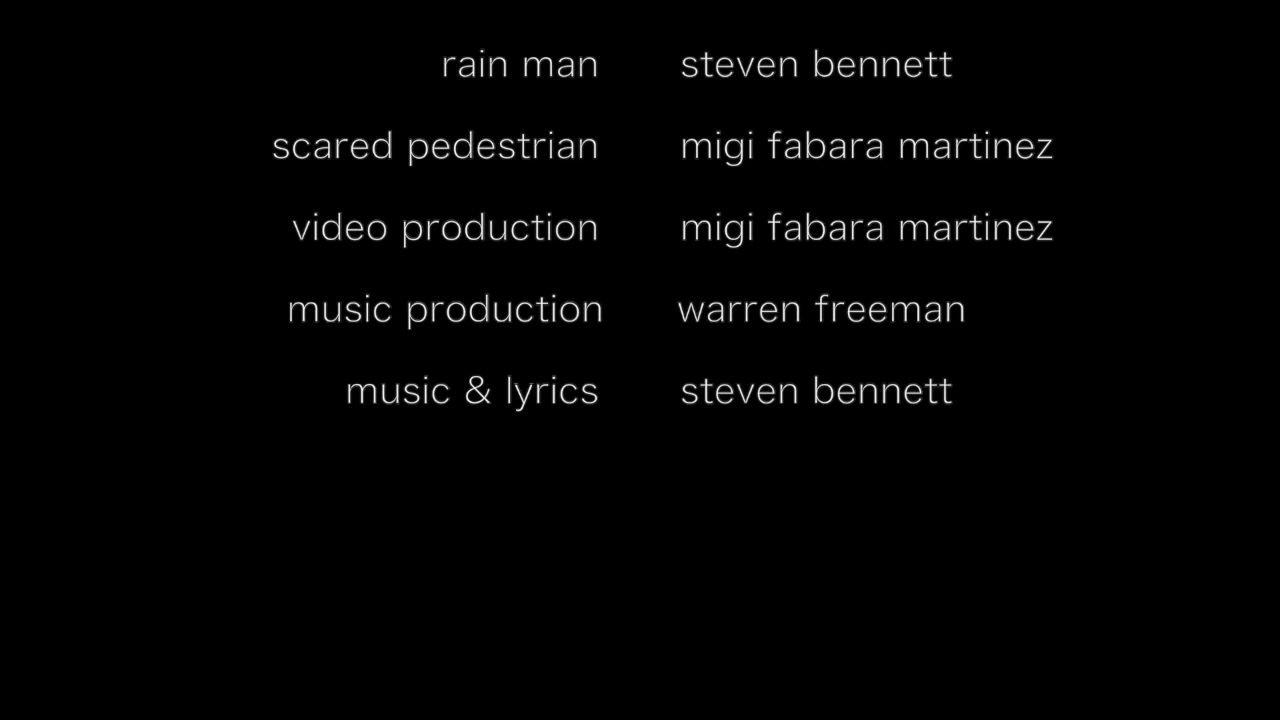 rain man steven bennett
scared pedestrian migi fabara martinez
video production migi fabara martinez
music production warren freeman
music & lyrics steven bennett